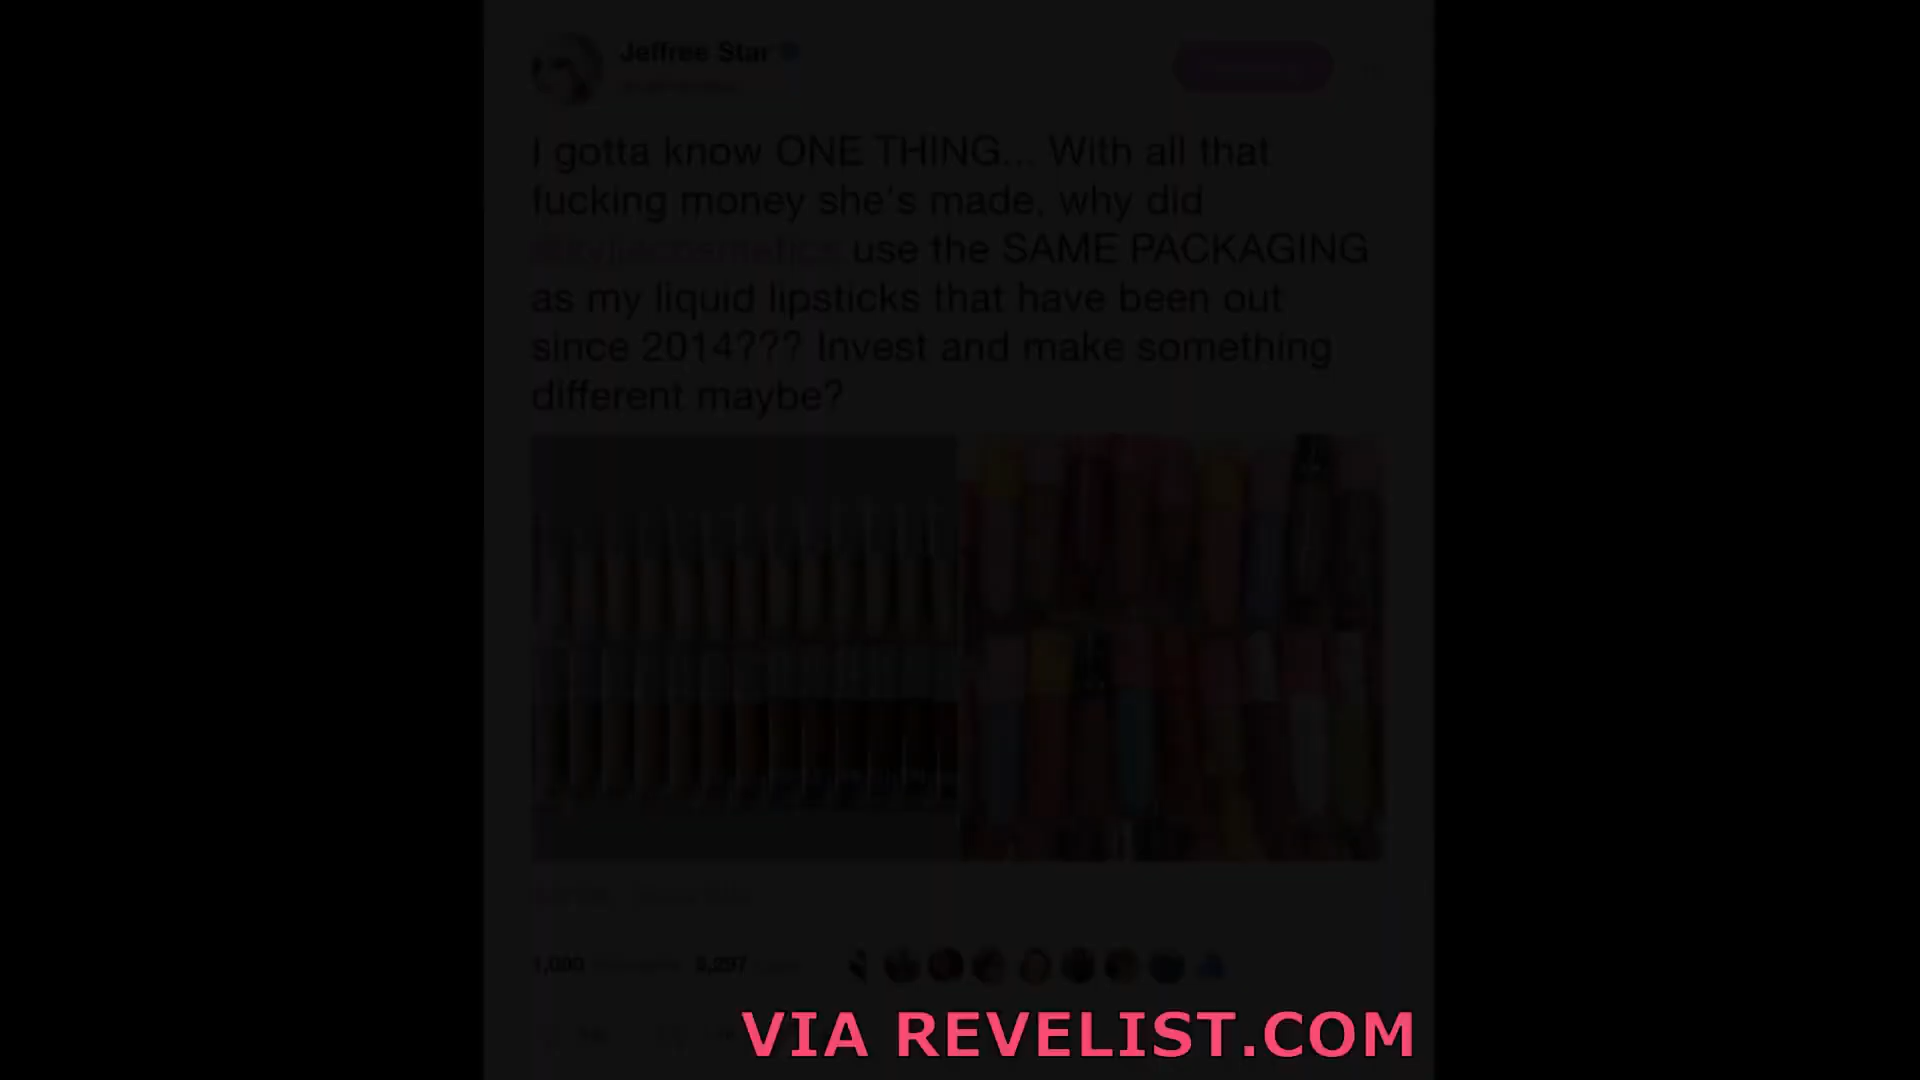 Jeffree Star
I gotta know ONE THING... With all that
fucking money she's made, why did
use the SAME PACKAGING
as my liquid lipsticks that have been out
since 2014??? Invest and make something
different maybe?
VIA REVELIST.COM